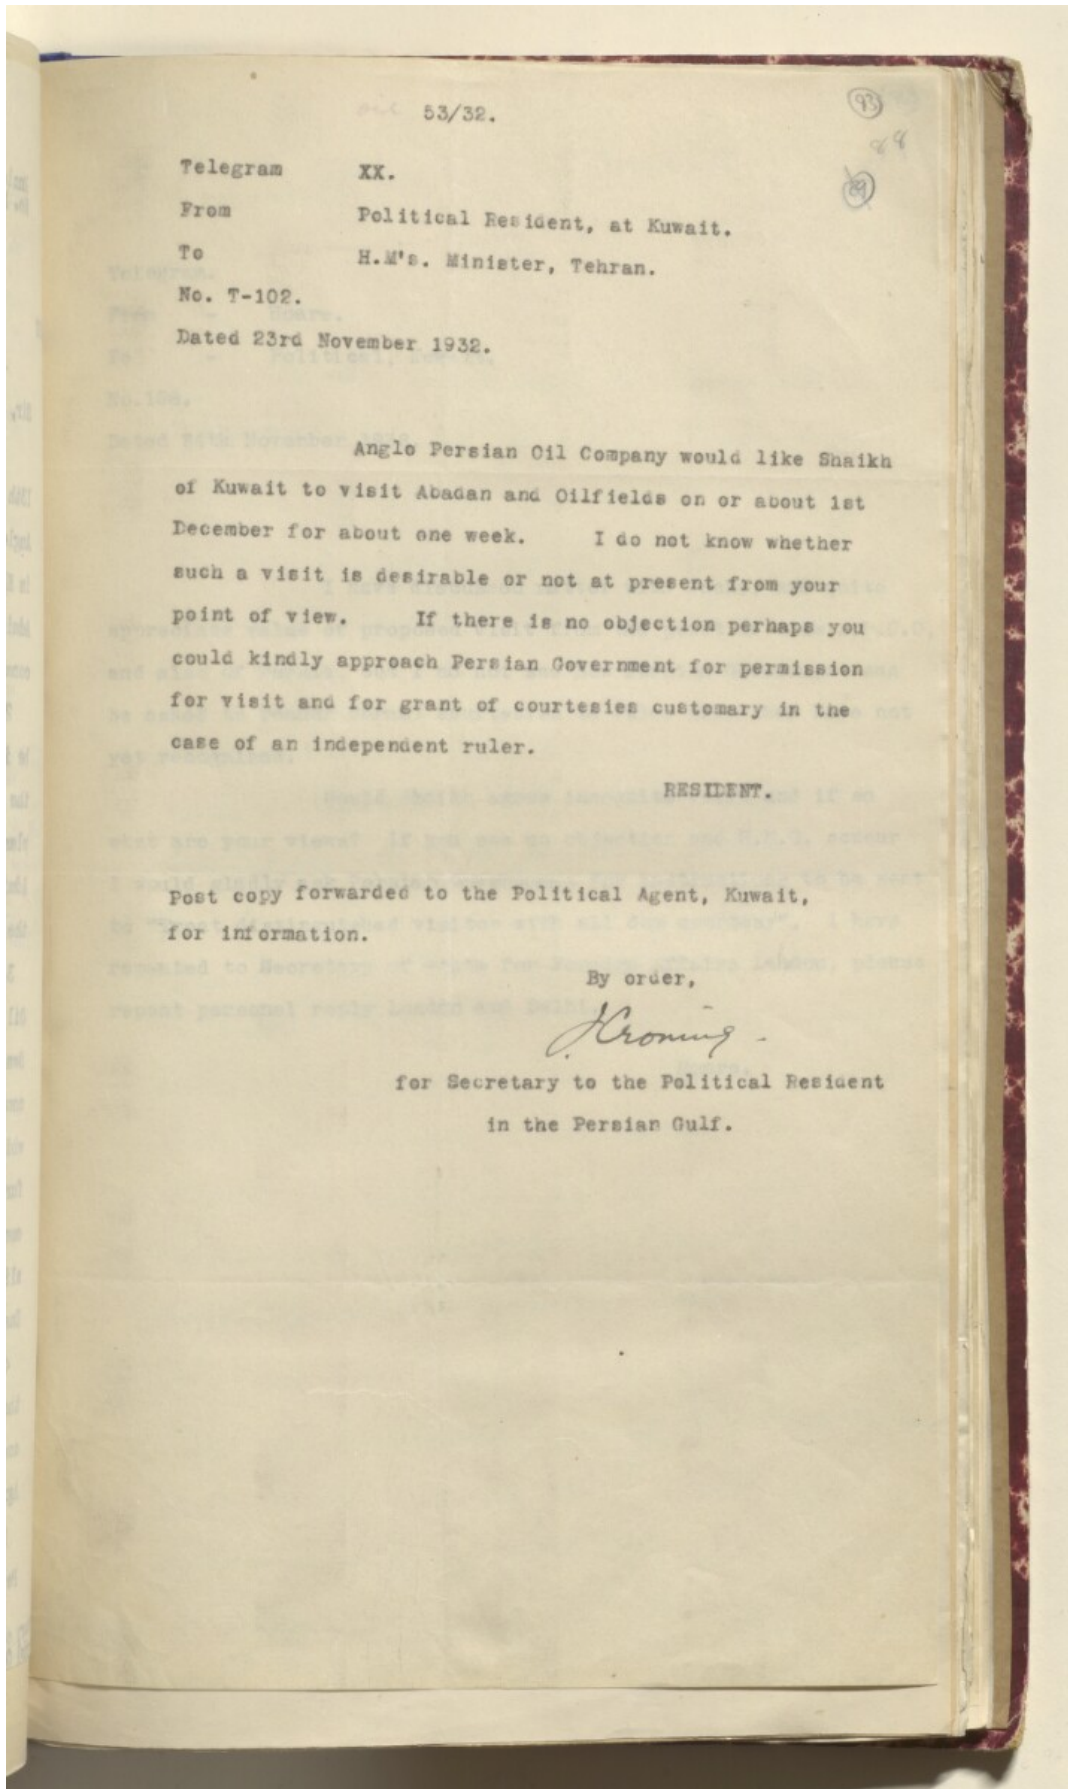 53/32.
93
88
89
Telegram XX.
From Political Resident, at Kuwait.
To H.M's. Minister, Tehran.
No. T-102.
Dated 23rd November 1932.
Anglo Persian Oil Company would like Shaikh
of Kuwait to visit Abadan and Oilfields on or about 1st
December for about one week. I do not know whether
such a visit is desirable or not at present from your
point of view. If there is no objection perhaps you
could kindly approach Persian Government for permission
for visit and for grant of courtesies customary in the
case of an independent ruler.
RESIDENT.
Post copy forwarded to the Political Agent, Kuwait,
for information.
By order,
for Secretary to the Political Resident
in the Persian Gulf.